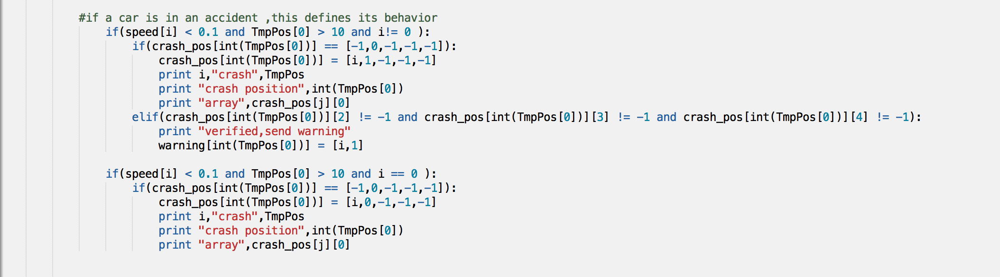 #if a car is in an accident ,this defines its behavior
if(speed[i] < 0.1 and TmpPos[0] > 10 and i!= 0 ):
if(crash_pos[int(TmpPos[0])] == [-1,0,-1,-1,-1]):
crash_pos[int(TmpPos[0])] = [i,1,-1,-1,-1]
print i,"crash",TmpPos
print "crash position",int(TmpPos[0])
print "array",crash_pos[j][0]
elif(crash_pos[int(TmpPos[0])][2] != -1 and crash_pos[int(TmpPos[0])][3] != -1 and crash_pos[int(TmpPos[0])][4] != -1):
print "verified,send warning"
warning[int(TmpPos[0])] = [i,1]
if(speed[i] < 0.1 and TmpPos[0] > 10 and i == 0 ):
if(crash_pos[int(TmpPos[0])] == [-1,0,-1,-1,-1]):
crash_pos[int(TmpPos[0])] = [i,0,-1,-1,-1]
print i,"crash",TmpPos
print "crash position",int(TmpPos[0])
print "array",crash_pos[j][0]